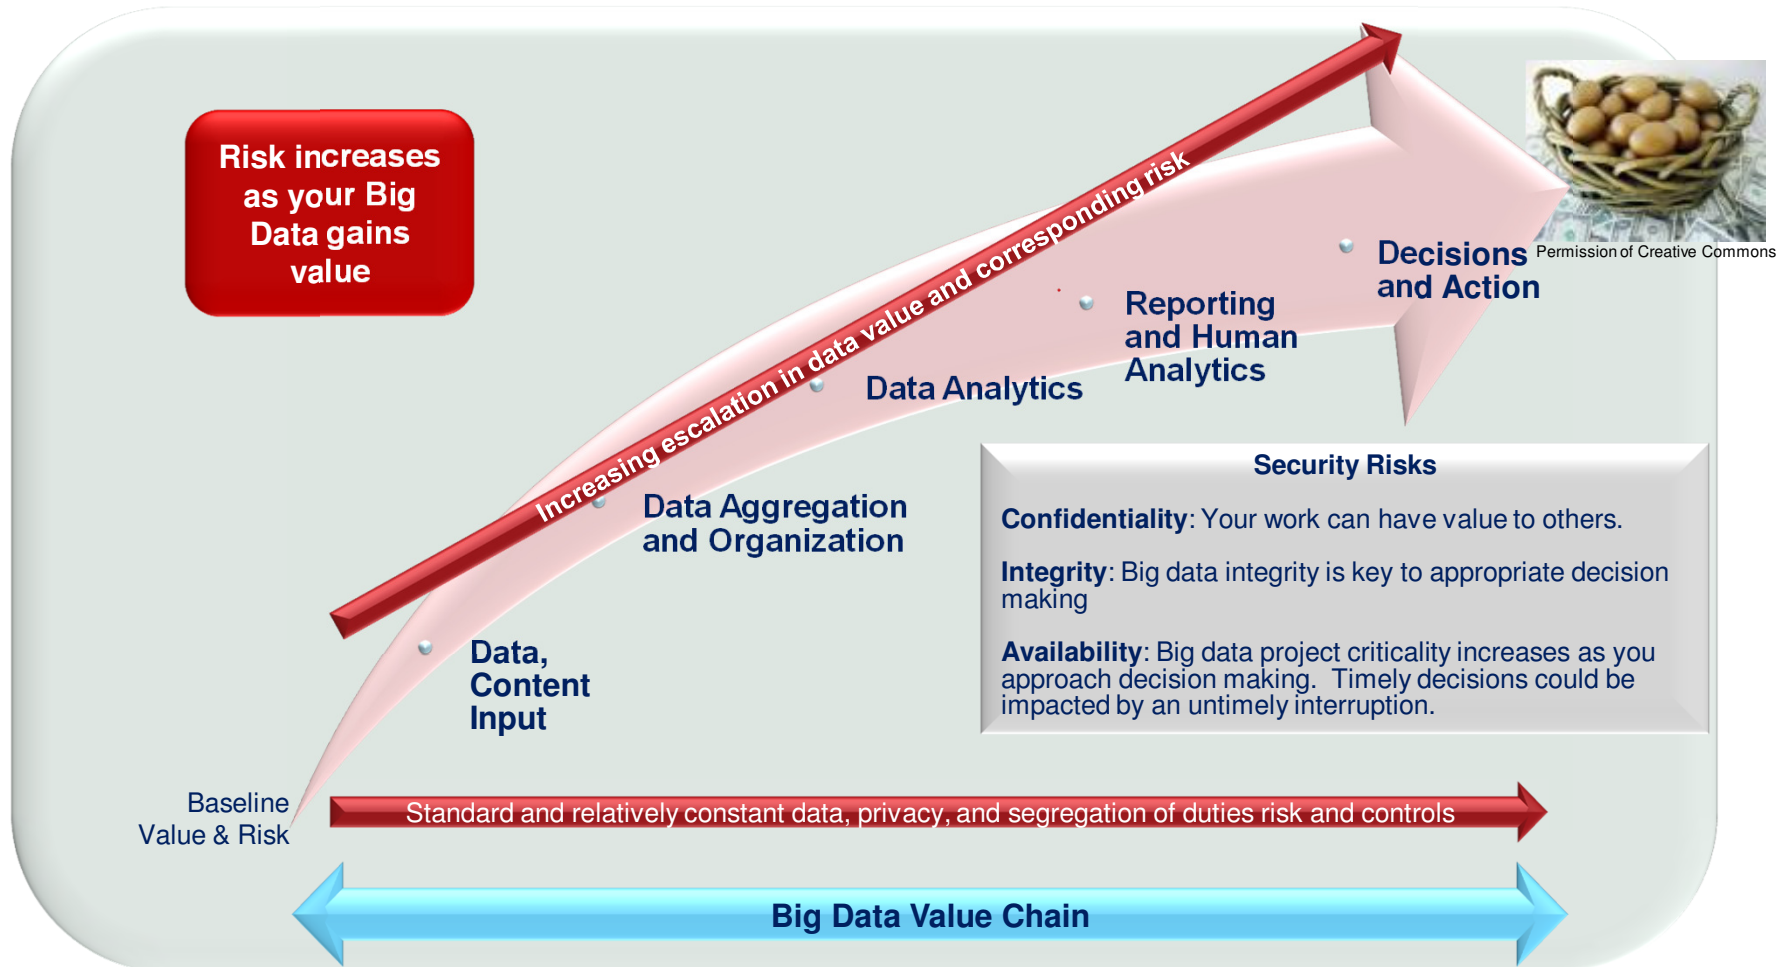 Risk increases
as your Big
Data gains
value
Increasing escalation in data value and corresponding risk
Permission of Creative Commons
Decisions
and Action
Reporting
and Human
Analytics
Data Analytics
Data Aggregation
and Organization
Data,
Content
Input
Security Risks
Confidentiality: Your work can have value to others.
Integrity: Big data integrity is key to appropriate decision
making
Availability: Big data project criticality increases as you
approach decision making.  Timely decisions could be
impacted by an untimely interruption.
Baseline
Value & Risk
Standard and relatively constant data, privacy, and segregation of duties risk and controls
Big Data Value Chain